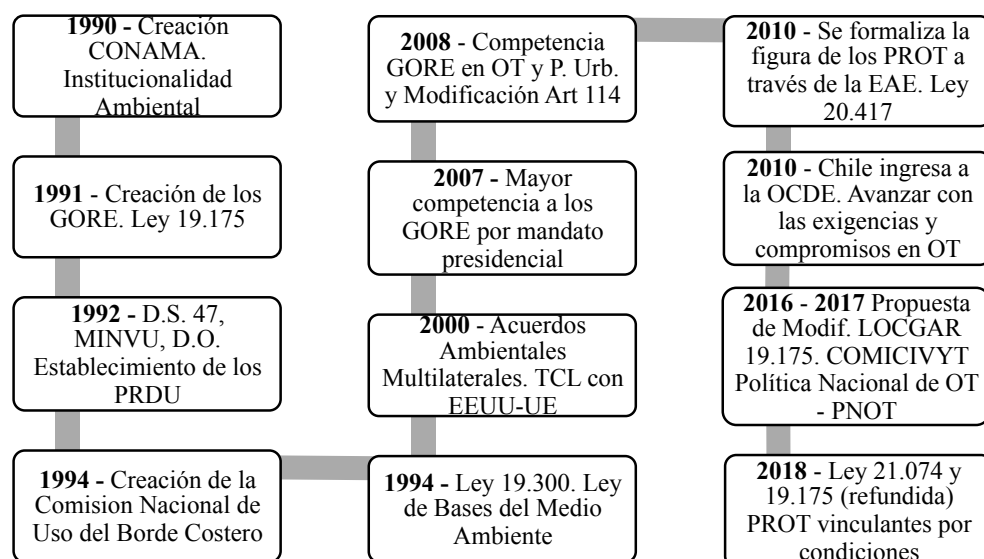 1990 - Creación
CONAMA.
Institucionalidad
Ambiental
1991 - Creación de los
GORE. Ley 19.175
1992 - D.S. 47,
MINVU, D.O.
Establecimiento de los
PRDU
1994 - Creación de la
Comision Nacional de
Uso del Borde Costero
1994 - Ley 19.300. Ley
de Bases del Medio
Ambiente
2000 - Acuerdos
Ambientales
Multilaterales. TCL con
EEUU-UE
2007 - Mayor
competencia a los
GORE por mandato
presidencial
2008 - Competencia
GORE en OT y P. Urb.
y Modificación Art 114
2010 - Se formaliza la
figura de los PROT a
través de la EAE. Ley
20.417
2010 - Chile ingresa a
la OCDE. Avanzar con
las exigencias y
compromisos en OT
2016 - 2017 Propuesta
de Modif. LOCGAR
19.175. COMICIVYT
Política Nacional de OT
- PNOT
2018 - Ley 21.074 y
19.175 (refundida)
PROT vinculantes por
condiciones